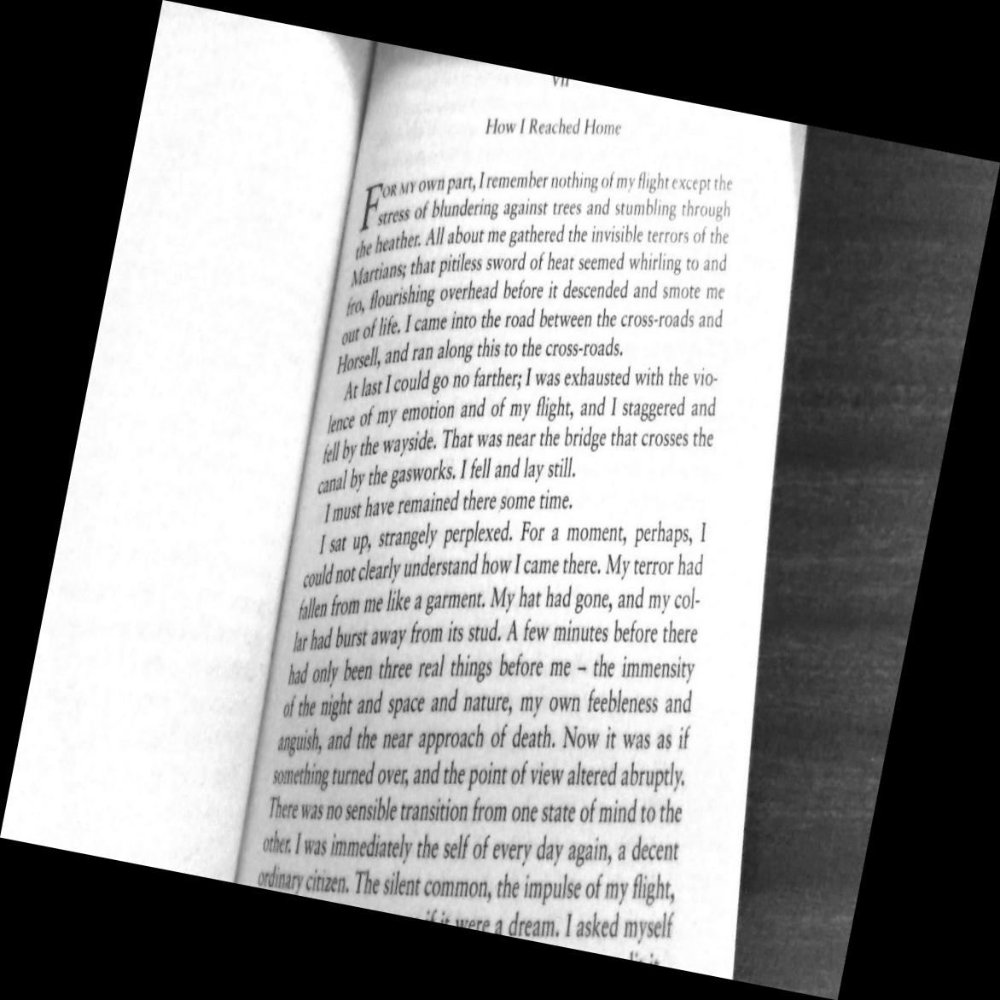 VII
How I Reached Home
FOR MY own part, I remember nothing of my flight except the
stress of blundering against trees and stumbling through
the heather. All about me gathered the invisible terrors of the
Martians; that pitiless sword of heat seemed whirling to and
fro, flourishing overhead before it descended and smote me
out of life. I came into the road between the cross-roads and
Horsell, and ran along this to the cross-roads.
At last I could go no farther; I was exhausted with the vio-
lence of my emotion and of my flight, and I staggered and
fell by the wayside. That was near the bridge that crosses the
canal by the gasworks. I fell and lay still.
I must have remained there some time.
I sat up, strangely perplexed. For a moment, perhaps, I
could not clearly understand how I came there. My terror had
fallen from me like a garment. My hat had gone, and my col-
lar had burst away from its stud. A few minutes before there
had only been three real things before me – the immensity
of the night and space and nature, my own feebleness and
anguish, and the near approach of death. Now it was as if
something turned over, and the point of view altered abruptly.
There was no sensible transition from one state of mind to the
other. I was immediately the self of every day again, a decent
ordinary citizen. The silent common, the impulse of my flight,
if it were a dream. I asked myself